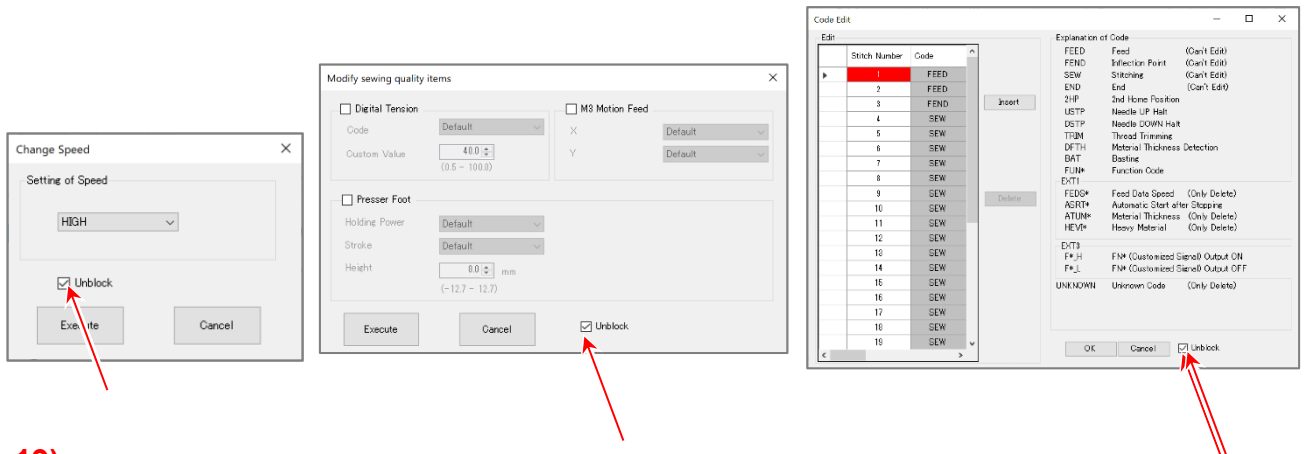 Change Speed
Setting of Speed
HIGH
Unblock
Execute
Cancel
Modify sewing quality items
Digital Tension
Code
Default
Custom Value
40.0
(0.5 - 100.0)
M3 Motion Feed
X
Default
Y
Default
Presser Foot
Holding Power
Default
Stroke
Default
Height
0.0
mm
(-12.7 - 12.7)
Execute
Cancel
Unblock
Code Edit
Edit
Stitch Number Code
1 FEED
2 FEED
3 FEND
4 SEW
5 SEW
6 SEW
7 SEW
8 SEW
9 SEW
10 SEW
11 SEW
12 SEW
13 SEW
14 SEW
15 SEW
16 SEW
17 SEW
18 SEW
19 SEW
Insert
Delete
Explanation of Code
FEED Feed (Can't Edit)
FEND Inflection Point (Can't Edit)
SEW Stitching (Can't Edit)
END End (Can't Edit)
2HP 2nd Home Position
USTP Needle UP Halt
DSTP Needle DOWN Halt
TRIM Thread Trimming
DFTH Material Thickness Detection
BAT Basting
FUN* Function Code
EXT1
FEDS* Feed Data Speed (Only Delete)
ASRT* Automatic Start after Stopping
ATUN* Material Thickness (Only Delete)
HEVI* Heavy Material (Only Delete)
EXT3
F*_H FN* (Customized Signal) Output ON
F*_L FN* (Customized Signal) Output OFF
UNKNOWN Unknown Code (Only Delete)
OK
Cancel
Unblock